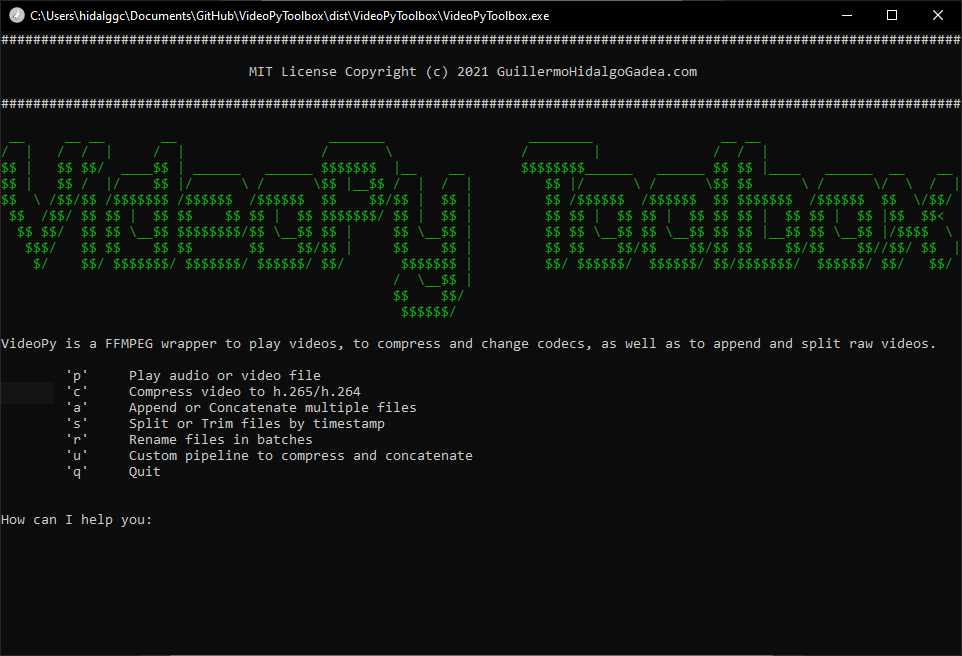 C:\Users\hidalggc\Documents\GitHub\VideoPyToolbox\dist\VideoPyToolbox\VideoPyToolbox.exe
MIT License Copyright (c) 2021 GuillermoHidalgoGadea.com
VideoPy Toolbox
VideoPy is a FFMPEG wrapper to play videos, to compress and change codecs, as well as to append and split raw videos.
'p' Play audio or video file
'c' Compress video to h.265/h.264
'a' Append or Concatenate multiple files
's' Split or Trim files by timestamp
'r' Rename files in batches
'u' Custom pipeline to compress and concatenate
'q' Quit
How can I help you: